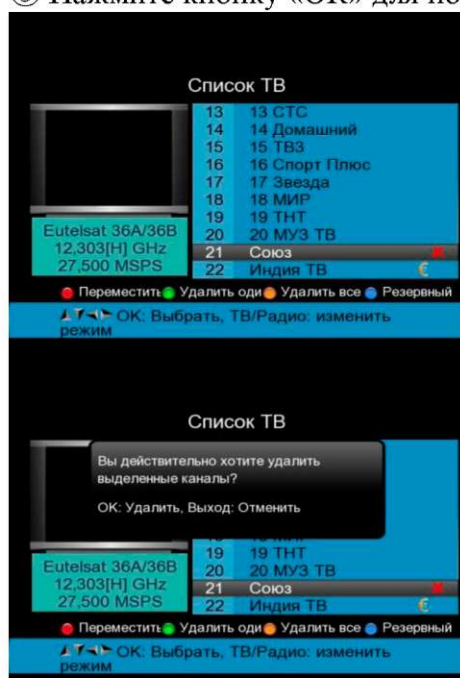 Нажмите кнопку «OK» для по
Список ТВ
13 13 СТС
14 14 Домашний
15 15 ТВ3
16 16 Спорт Плюс
17 17 Звезда
18 18 МИР
19 19 ТНТ
20 20 МУЗ ТВ
21 Союз
22 Индия ТВ €
Eutelsat 36A/36B
12,303[H] GHz
27,500 MSPS
Переместить Удалить оди Удалить все Резервный
OK: Выбрать, ТВ/Радио: изменить
режим
Список ТВ
Вы действительно хотите удалить
выделенные каналы?
OK: Удалить, Выход: Отменить
19 19 ТНТ
20 20 МУЗ ТВ
21 Союз
22 Индия ТВ €
Eutelsat 36A/36B
12,303[H] GHz
27,500 MSPS
Переместить Удалить оди Удалить все Резервный
OK: Выбрать, ТВ/Радио: изменить
режим